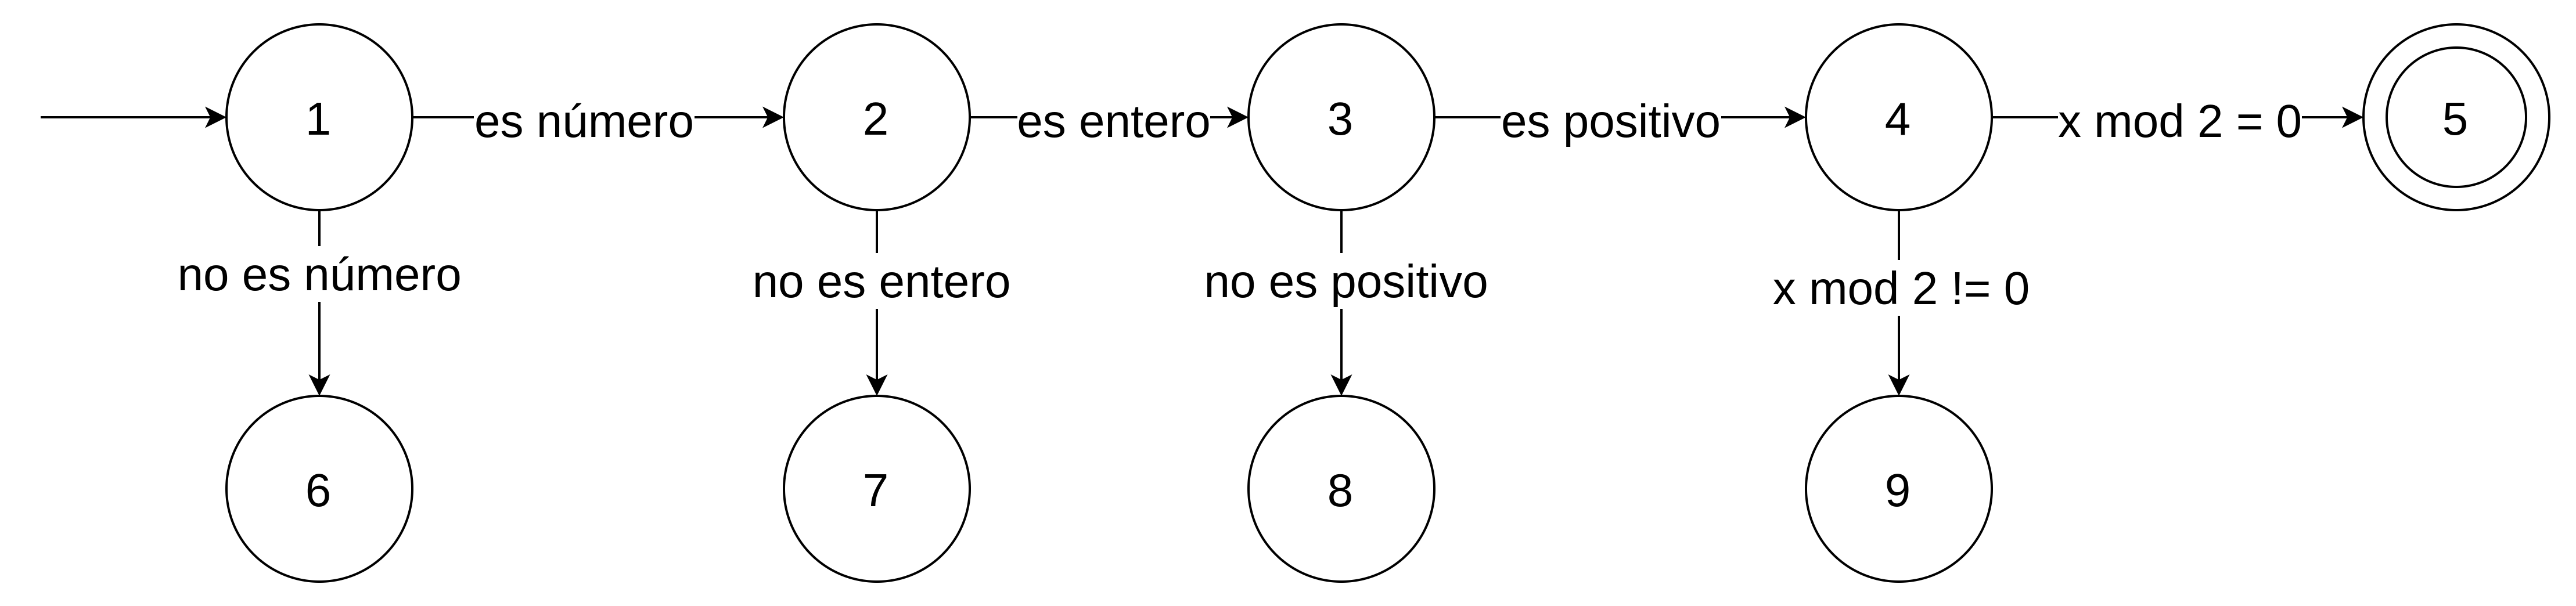 1
es número
2
es entero
3
es positivo
4
x mod 2 = 0
5
no es número
no es entero
no es positivo
x mod 2 != 0
6
7
8
9